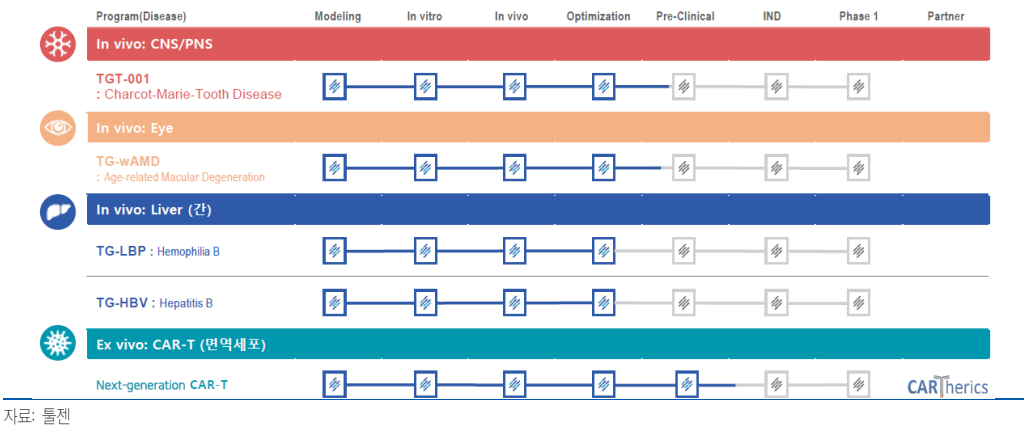 Program(Disease) Modeling In vitro In vivo Optimization Pre-Clinical IND Phase 1 Partner
In vivo: CNS/PNS
TGT-001
: Charcot-Marie-Tooth Disease
In vivo: Eye
TG-wAMD
: Age-related Macular Degeneration
In vivo: Liver (간)
TG-LBP : Hemophilia B
TG-HBV : Hepatitis B
Ex vivo: CAR-T (면역세포)
Next-generation CAR-T CARTherics
자료: 툴젠